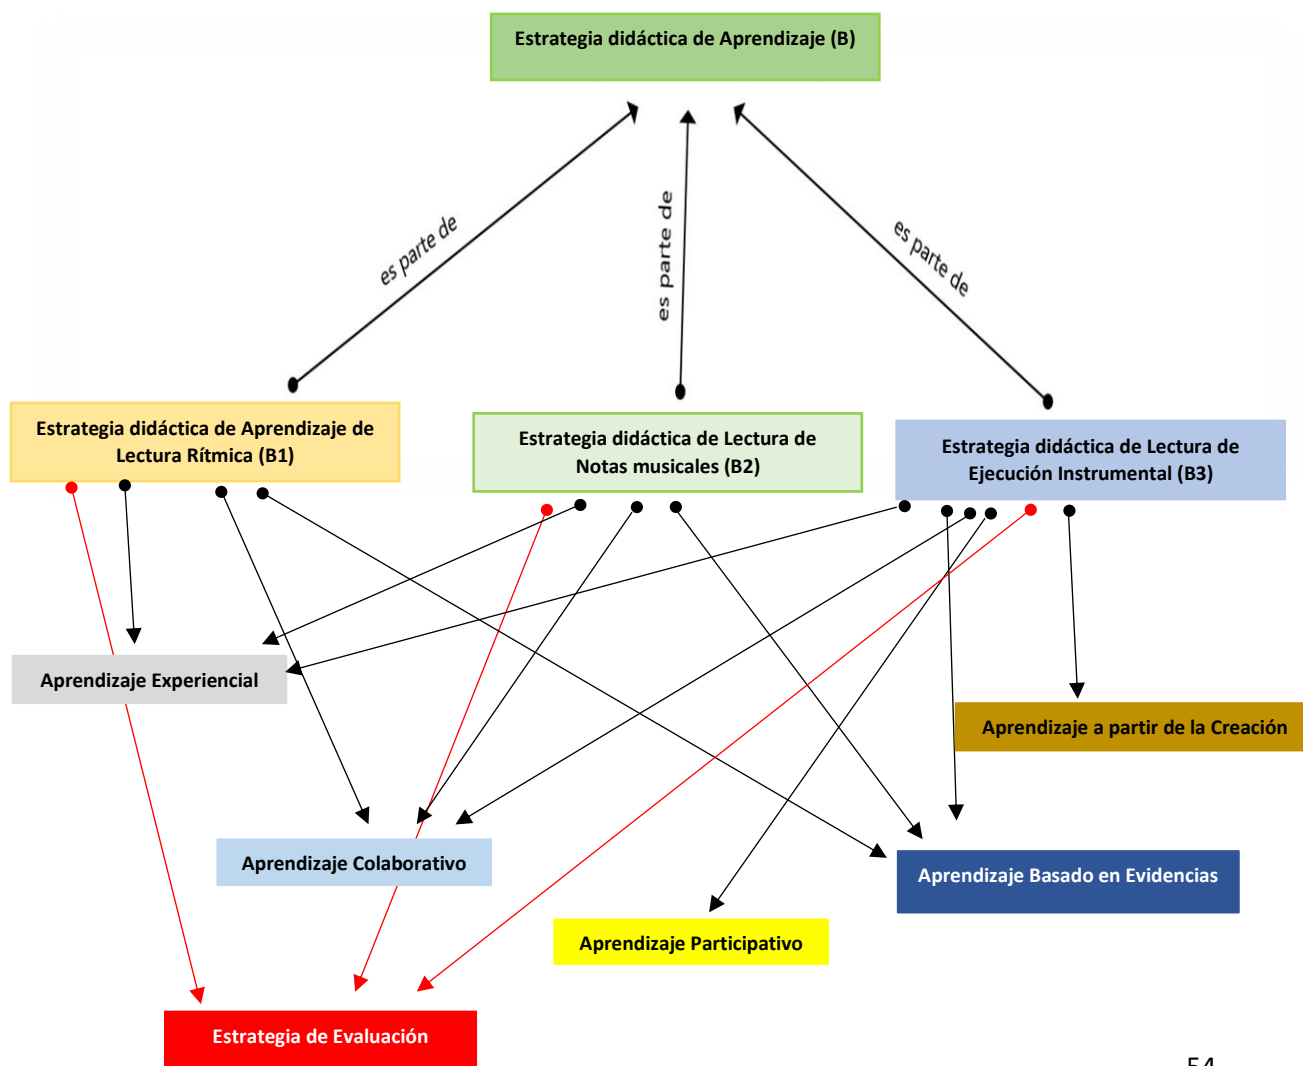 Estrategia didáctica de Aprendizaje (B)
es parte de
es parte de
es parte de
Estrategia didáctica de Aprendizaje de
Lectura Rítmica (B1)
Estrategia didáctica de Lectura de
Notas musicales (B2)
Estrategia didáctica de Lectura de
Ejecución Instrumental (B3)
Aprendizaje Experiencial
Aprendizaje a partir de la Creación
Aprendizaje Colaborativo
Aprendizaje Basado en Evidencias
Aprendizaje Participativo
Estrategia de Evaluación
54